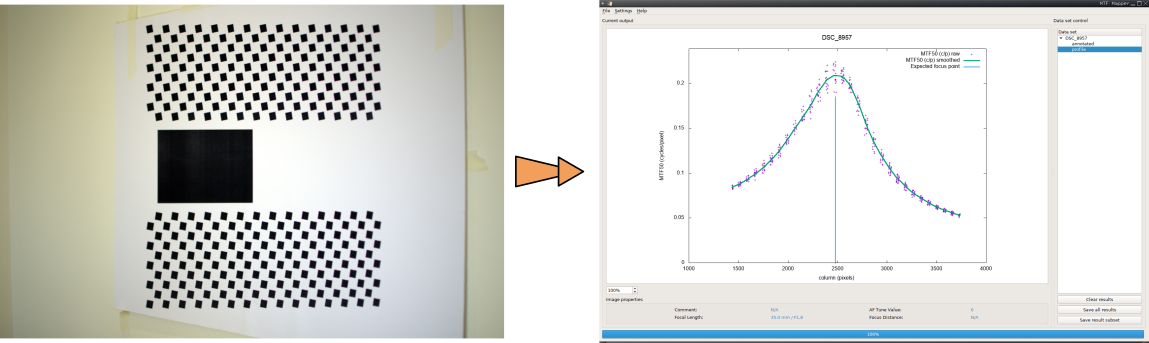 MTF Mapper
File Settings Help
Current output
Data set control
DSC_8957
Data set
DSC_8957
annotated
profile
MTF50 (c/p) raw
MTF50 (c/p) smoothed
Expected focus point
MTF50 (cycles/pixel)
0.2
0.15
0.1
0.05
0
1000 1500 2000 2500 3000 3500 4000
column (pixels)
100%
Image properties
Comment: N/A AF Tune Value: 0
Focal Length: 35.0 mm / F1.8 Focus Distance: N/A
Clear results
Save all results
Save result subset
100%